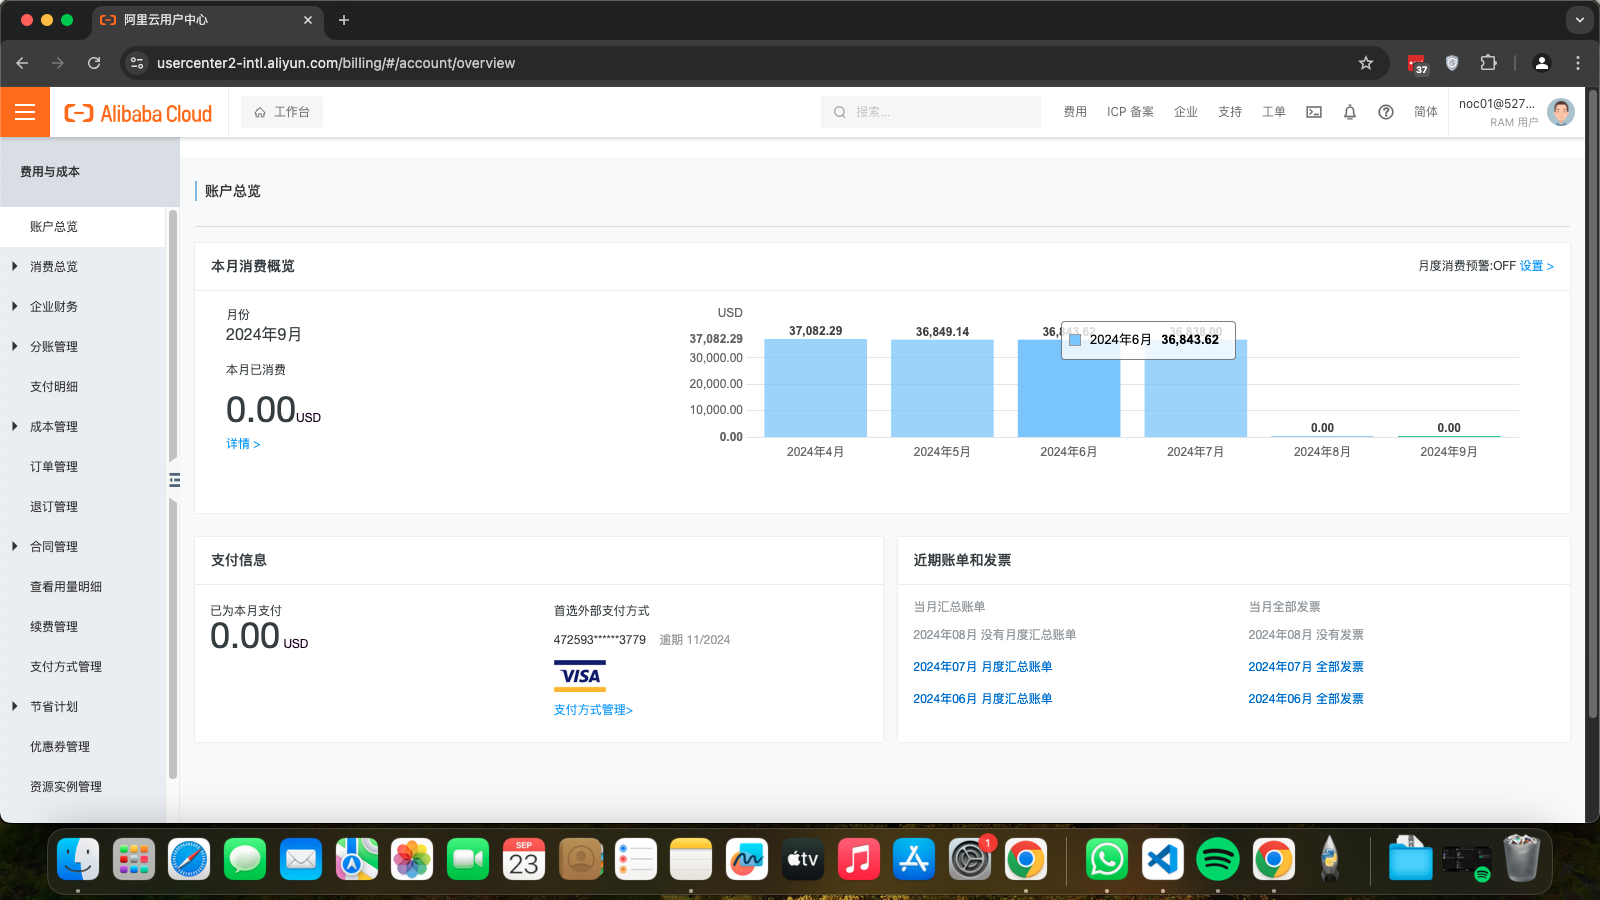 阿里云用户中心
usercenter2-intl.aliyun.com/billing/#/account/overview
37
Alibaba Cloud
工作台
搜索...
费用
ICP 备案
企业
支持
工单
简体
noc01@527...
RAM 用户
费用与成本
账户总览
消费总览
企业财务
分账管理
支付明细
成本管理
订单管理
退订管理
合同管理
查看用量明细
续费管理
支付方式管理
节省计划
优惠券管理
资源实例管理
账户总览
本月消费概览
月度消费预警:OFF 设置 >
月份
2024年9月
本月已消费
0.00 USD
详情 >
USD
37,082.29
30,000.00
20,000.00
10,000.00
0.00
37,082.29
36,849.14
36,843.62
36,838.00
0.00
0.00
2024年6月 36,843.62
2024年4月
2024年5月
2024年6月
2024年7月
2024年8月
2024年9月
支付信息
已为本月支付
0.00 USD
首选外部支付方式
472593******3779 逾期 11/2024
VISA
支付方式管理>
近期账单和发票
当月汇总账单
2024年08月 没有月度汇总账单
2024年07月 月度汇总账单
2024年06月 月度汇总账单
当月全部发票
2024年08月 没有发票
2024年07月 全部发票
2024年06月 全部发票
SEP
23
tv
1